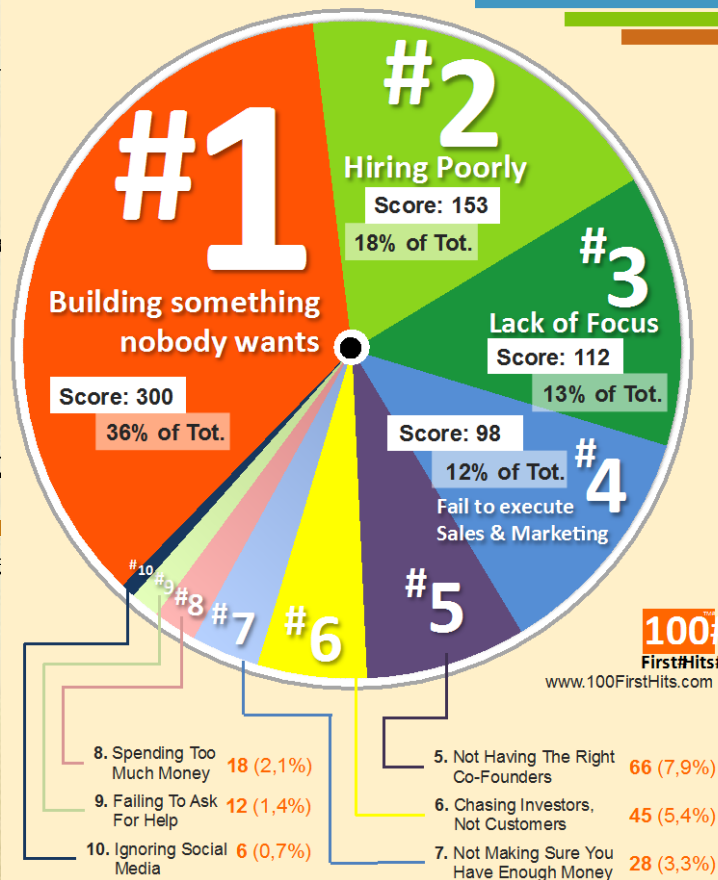 #1
Building something
nobody wants
Score: 300
36% of Tot.
#2
Hiring Poorly
Score: 153
18% of Tot.
#3
Lack of Focus
Score: 112
13% of Tot.
Score: 98
12% of Tot.
#4
Fail to execute
Sales & Marketing
#5
#6
#7
#8
#9
#10
100#
First#Hits#
www.100FirstHits.com
8. Spending Too
Much Money 18 (2,1%)
9. Failing To Ask
For Help 12 (1,4%)
10. Ignoring Social
Media 6 (0,7%)
5. Not Having The Right
Co-Founders 66 (7,9%)
6. Chasing Investors,
Not Customers 45 (5,4%)
7. Not Making Sure You
Have Enough Money 28 (3,3%)